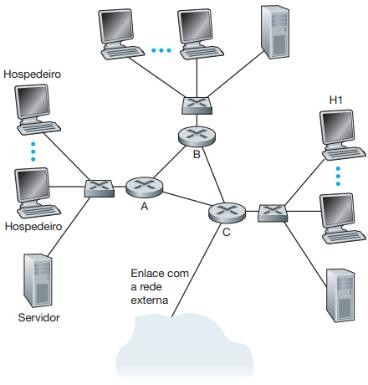 Hospedeiro
H1
B
A
Hospedeiro
C
Enlace com
a rede
externa
Servidor